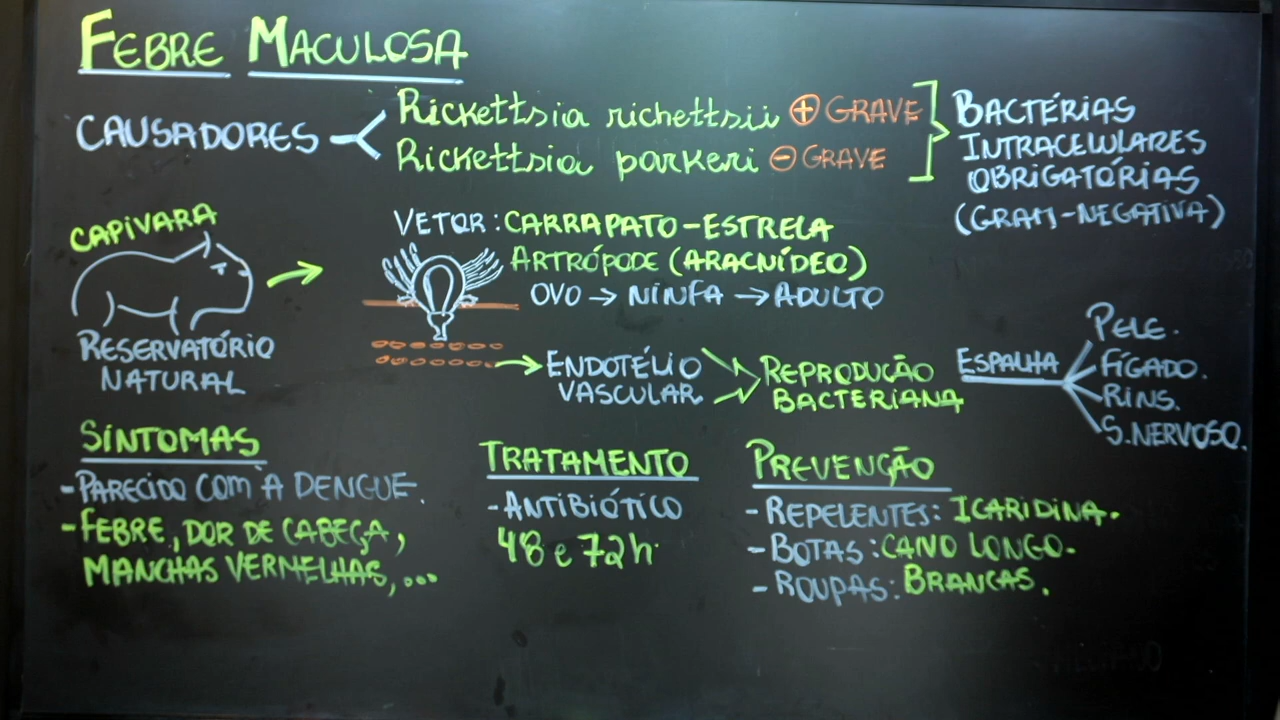 FEBRE MACULOSA
CAUSADORES
Rickettsia richettsii + GRAVE
Rickettsia parkeri - GRAVE
BACTÉRIAS
INTRACELULARES
OBRIGATÓRIAS
(GRAM-NEGATIVA)
CAPIVARA
RESERVATÓRIO
NATURAL
VETOR: CARRAPATO-ESTRELA
ARTRÓPODE (ARACNÍDEO)
OVO → NINFA → ADULTO
ENDOTÉLIO
VASCULAR
REPRODUÇÃO
BACTERIANA
ESPALHA
PELE.
FÍGADO.
RINS.
S.NERVOSO.
SINTOMAS
- PARECIDO COM A DENGUE.
- FEBRE, DOR DE CABEÇA,
MANCHAS VERMELHAS,...
TRATAMENTO
- ANTIBIÓTICO
48 e 72h.
PREVENÇÃO
- REPELENTES: ICARIDINA.
- BOTAS: CANO LONGO.
- ROUPAS: BRANCAS.